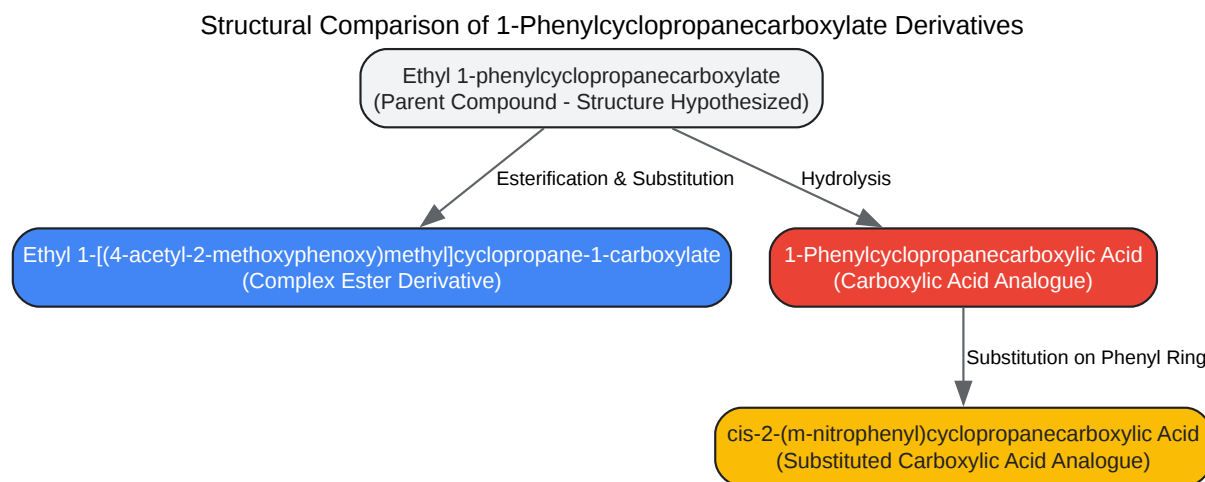 Structural Comparison of 1-Phenylcyclopropanecarboxylate Derivatives
Ethyl 1-phenylcyclopropanecarboxylate
(Parent Compound - Structure Hypothesized)
Esterification & Substitution
Hydrolysis
Ethyl 1-[(4-acetyl-2-methoxyphenoxy)methyl]cyclopropane-1-carboxylate
(Complex Ester Derivative)
1-Phenylcyclopropanecarboxylic Acid
(Carboxylic Acid Analogue)
Substitution on Phenyl Ring
cis-2-(m-nitrophenyl)cyclopropanecarboxylic Acid
(Substituted Carboxylic Acid Analogue)